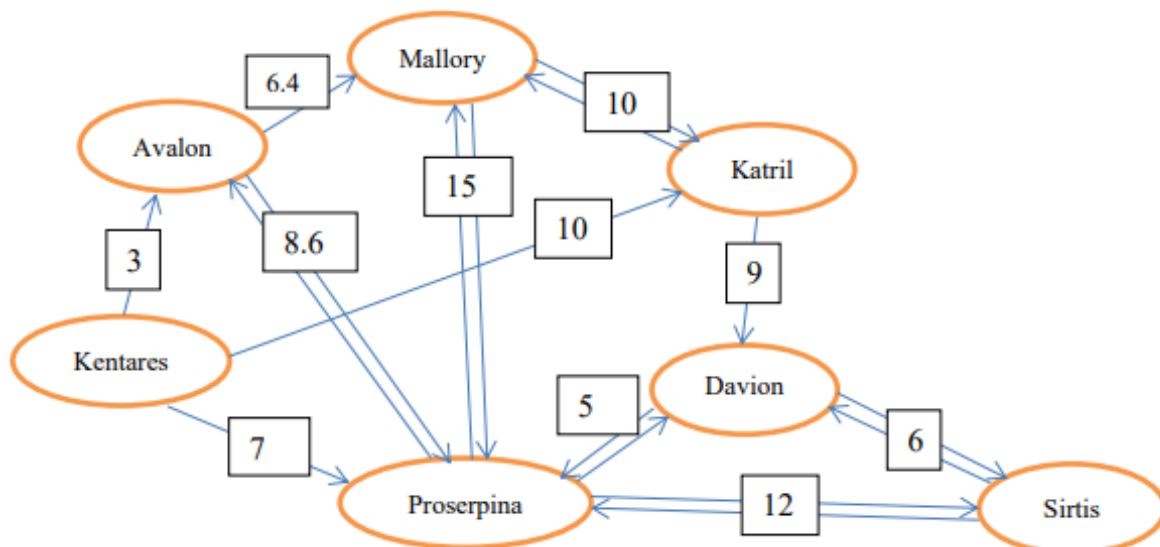 Mallory
6.4
10
Avalon
Katril
15
10
8.6
3
9
Kentares
Davion
5
7
6
Proserpina
12
Sirtis